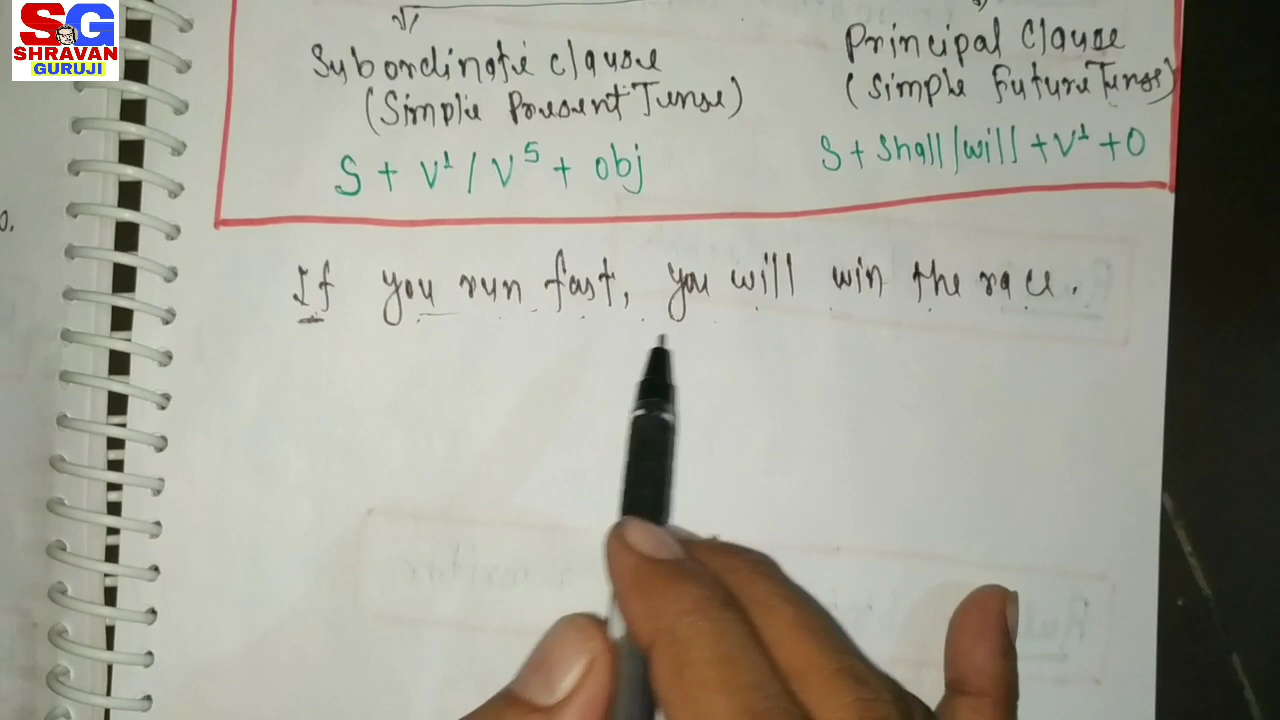 SG
SHRAVAN
GURUJI
Subordinate clause
(Simple Present Tense)
S + V¹ / V⁵ + obj
Principal Clause
(Simple Future Tense)
S + Shall/will + V¹ + O
If you run fast, you will win the race.